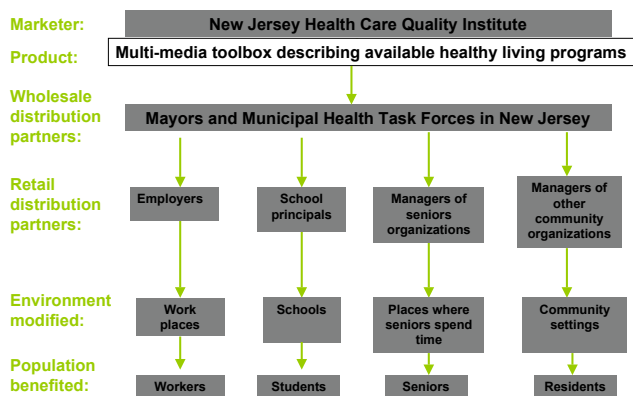 Marketer:
New Jersey Health Care Quality Institute
Product:
Multi-media toolbox describing available healthy living programs
Wholesale
distribution
partners:
Mayors and Municipal Health Task Forces in New Jersey
Retail
distribution
partners:
Employers
School
principals
Managers of
seniors
organizations
Managers of
other
community
organizations
Environment
modified:
Work
places
Schools
Places where
seniors spend
time
Community
settings
Population
benefited:
Workers
Students
Seniors
Residents